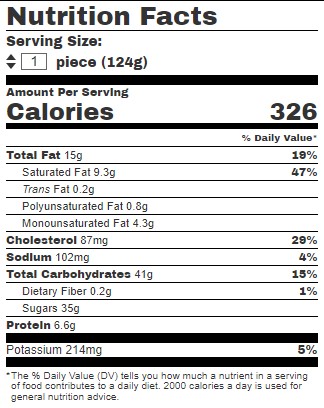 Nutrition Facts
Serving Size:
1 piece (124g)
Amount Per Serving
Calories 326
% Daily Value*
Total Fat 15g 19%
Saturated Fat 9.3g 47%
Trans Fat 0.2g
Polyunsaturated Fat 0.8g
Monounsaturated Fat 4.3g
Cholesterol 87mg 29%
Sodium 102mg 4%
Total Carbohydrates 41g 15%
Dietary Fiber 0.2g 1%
Sugars 35g
Protein 6.6g
Potassium 214mg 5%
*The % Daily Value (DV) tells you how much a nutrient in a serving
of food contributes to a daily diet. 2000 calories a day is used for
general nutrition advice.